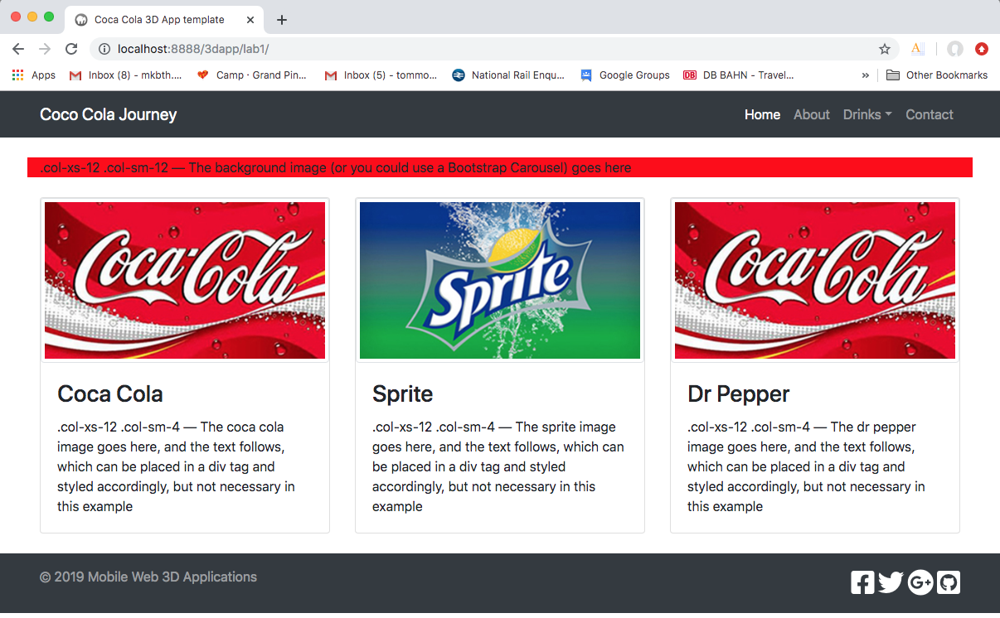 Coca Cola 3D App template
localhost:8888/3dapp/lab1/
A
Apps Inbox (8) - mkbth.... Camp · Grand Pin... Inbox (5) - tommo... National Rail Enqu... Google Groups DB DB BAHN - Travel... » Other Bookmarks
Coco Cola Journey Home About Drinks Contact
.col-xs-12 .col-sm-12 — The background image (or you could use a Bootstrap Carousel) goes here
Coca-Cola
Sprite
®
Coca-Cola
Coca Cola
.col-xs-12 .col-sm-4 — The coca cola
image goes here, and the text follows,
which can be placed in a div tag and
styled accordingly, but not necessary in
this example
Sprite
.col-xs-12 .col-sm-4 — The sprite image
goes here, and the text follows, which can
be placed in a div tag and styled
accordingly, but not necessary in this
example
Dr Pepper
.col-xs-12 .col-sm-4 — The dr pepper
image goes here, and the text follows,
which can be placed in a div tag and
styled accordingly, but not necessary in
this example
© 2019 Mobile Web 3D Applications
G+